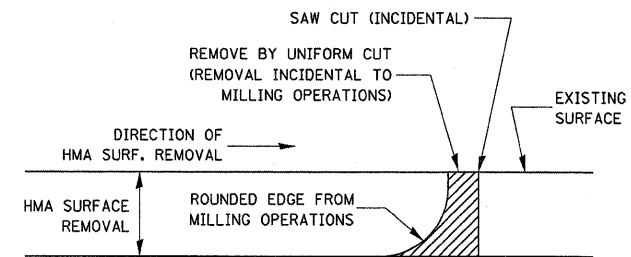 SAW CUT (INCIDENTAL)
REMOVE BY UNIFORM CUT
(REMOVAL INCIDENTAL TO
MILLING OPERATIONS)
EXISTING
SURFACE
DIRECTION OF
HMA SURF. REMOVAL
HMA SURFACE
REMOVAL
ROUNDED EDGE FROM
MILLING OPERATIONS